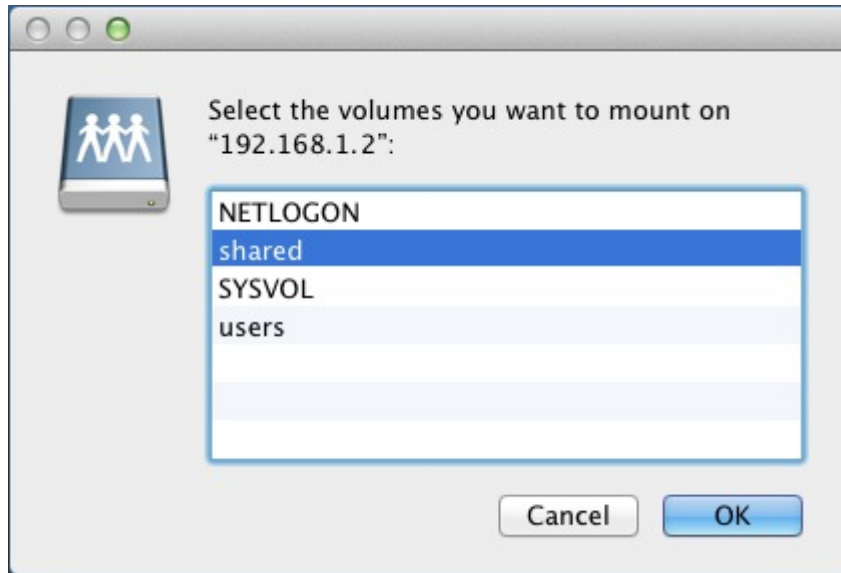 Select the volumes you want to mount on
“192.168.1.2”:
NETLOGON
shared
SYSVOL
users
Cancel
OK